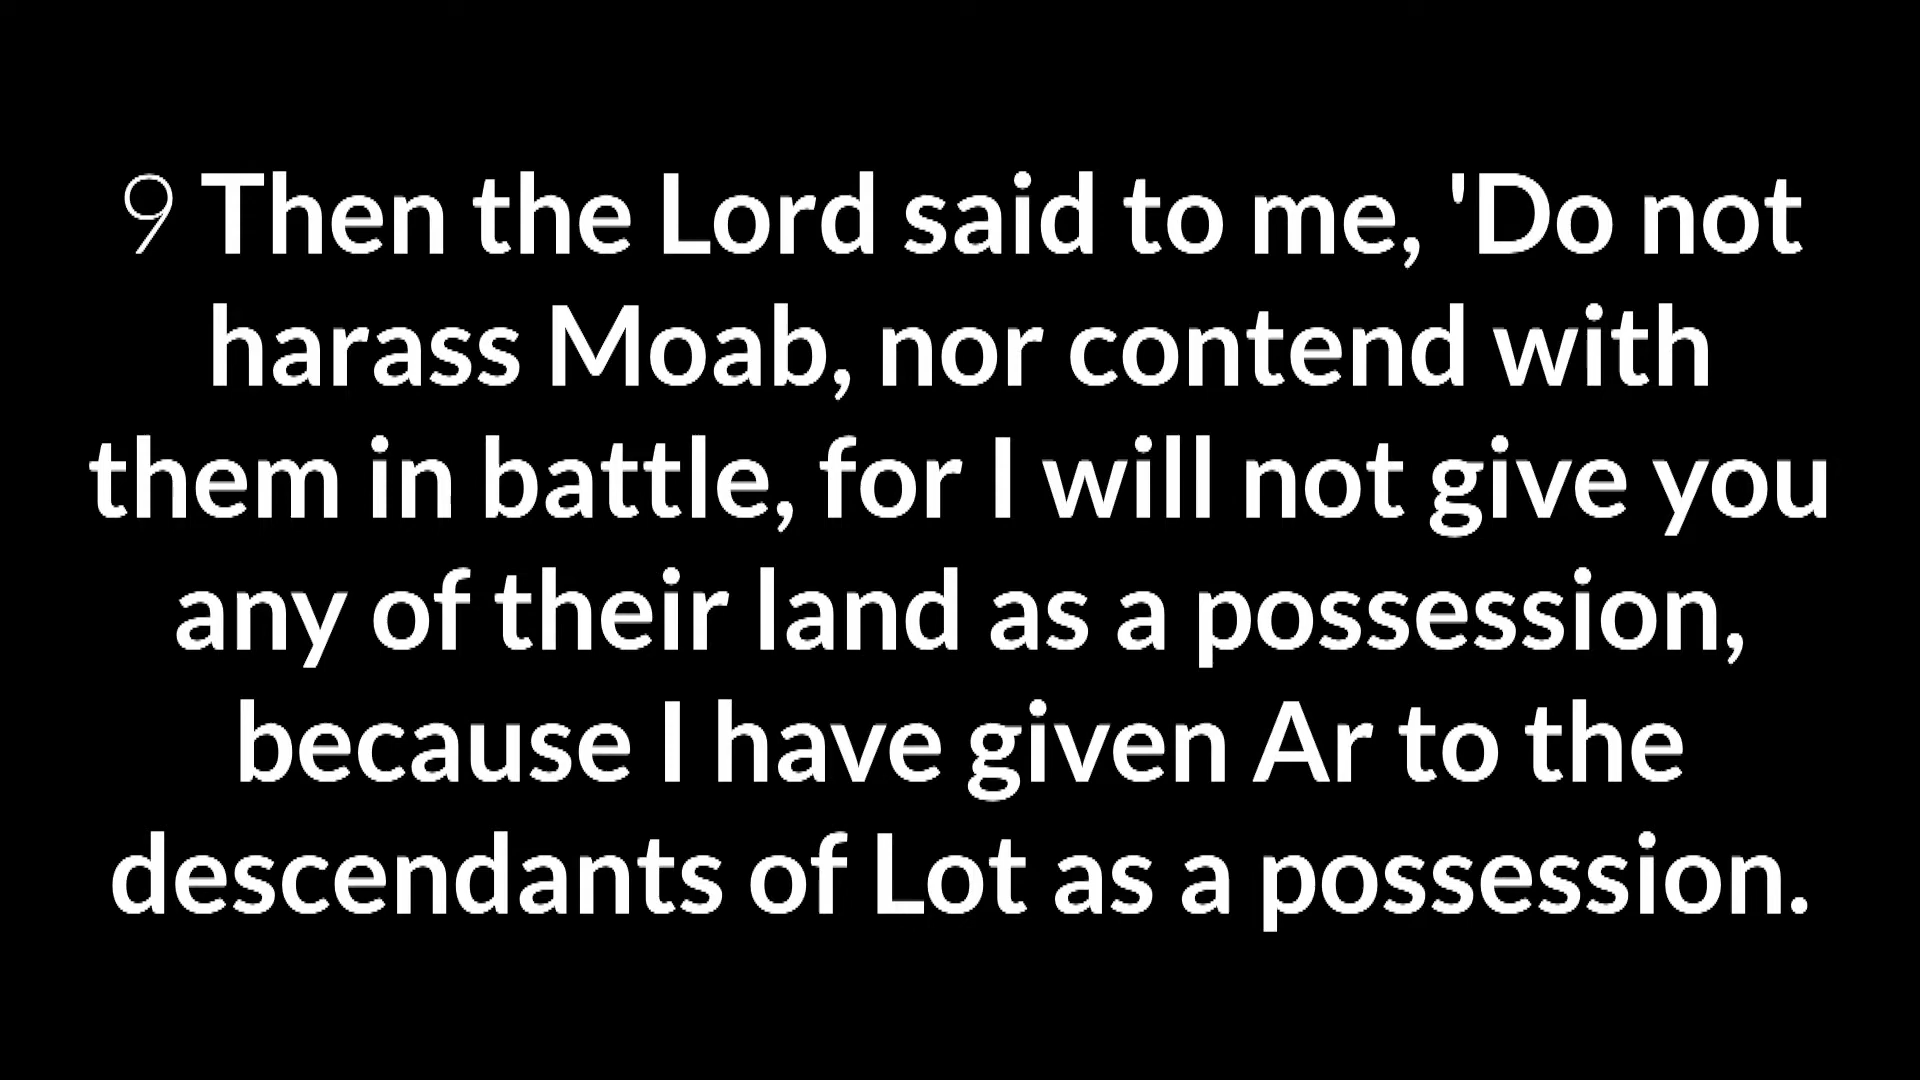 9 Then the Lord said to me, 'Do not
harass Moab, nor contend with
them in battle, for I will not give you
any of their land as a possession,
because I have given Ar to the
descendants of Lot as a possession.